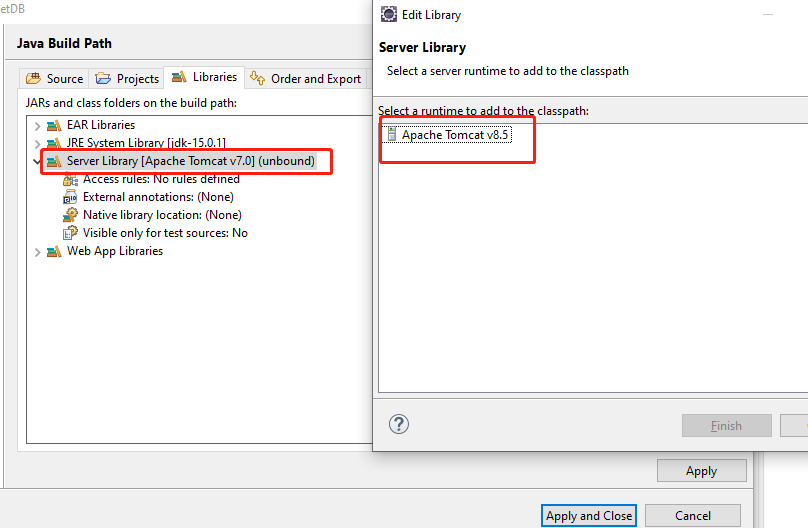 etDB
Java Build Path
Source
Projects
Libraries
Order and Export
JARs and class folders on the build path:
EAR Libraries
JRE System Library [jdk-15.0.1]
Server Library [Apache Tomcat v7.0] (unbound)
Access rules: No rules defined
External annotations: (None)
Native library location: (None)
Visible only for test sources: No
Web App Libraries
Apply
Apply and Close
Cancel
Edit Library
Server Library
Select a server runtime to add to the classpath
Select a runtime to add to the classpath:
Apache Tomcat v8.5
?
Finish